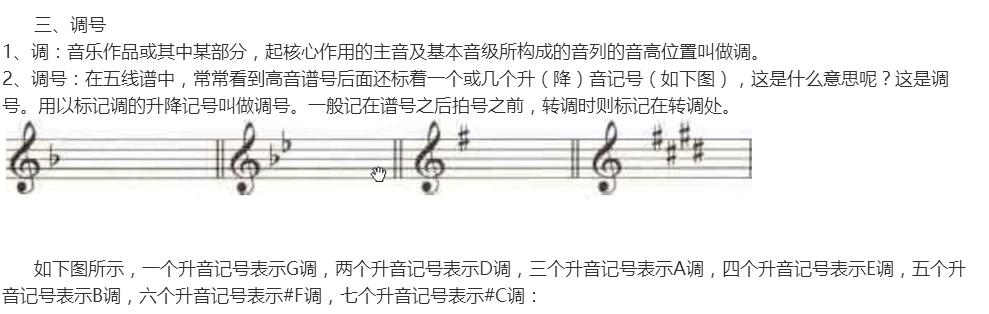 三、调号
1、调：音乐作品或其中某部分，起核心作用的主音及基本音级所构成的音列的音高位置叫做调。
2、调号：在五线谱中，常常看到高音谱号后面还标着一个或几个升（降）音记号（如下图），这是什么意思呢？这是调
号。用以标记调的升降记号叫做调号。一般记在谱号之后拍号之前，转调时则标记在转调处。
如下图所示，一个升音记号表示G调，两个升音记号表示D调，三个升音记号表示A调，四个升音记号表示E调，五个升
音记号表示B调，六个升音记号表示#F调，七个升音记号表示#C调：